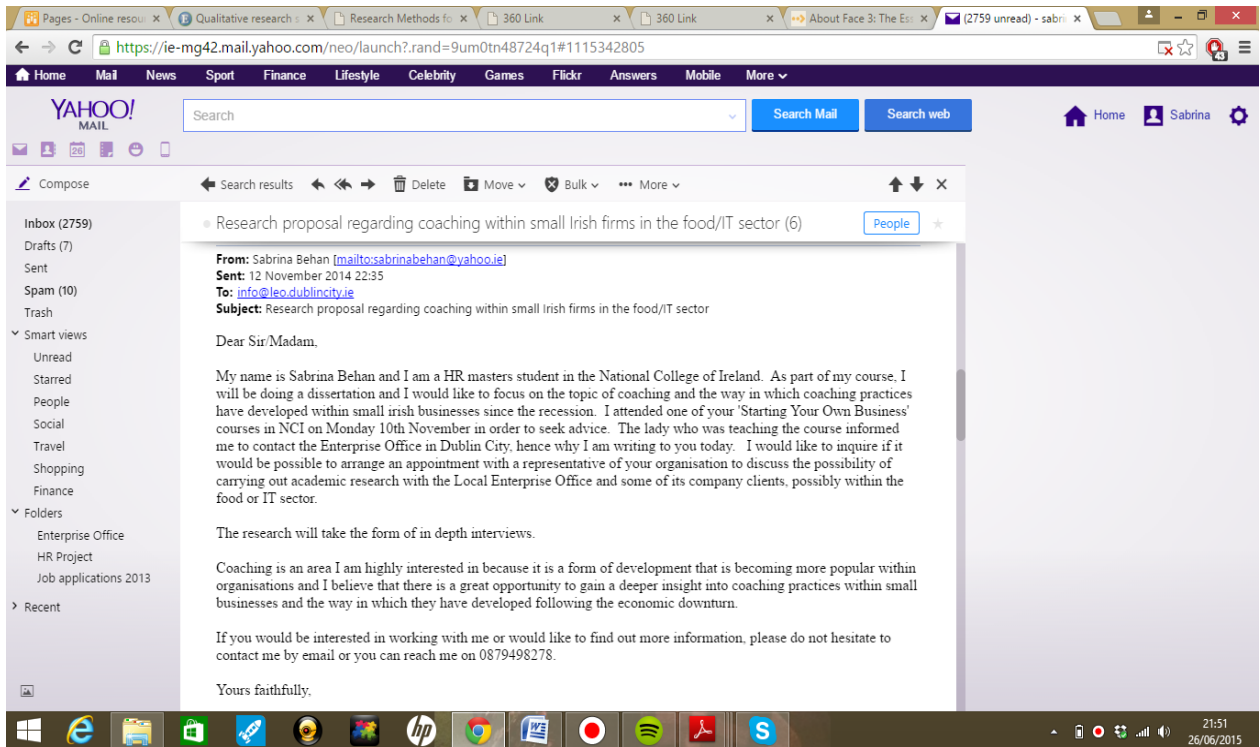 Pages - Online resour
Qualitative research s
Research Methods fo
360 Link
360 Link
About Face 3: The Ess
(2759 unread) - sabri
https://ie-mg42.mail.yahoo.com/neo/launch?.rand=9um0tn48724q1#1115342805
Home Mail News Sport Finance Lifestyle Celebrity Games Flickr Answers Mobile More
YAHOO!
MAIL
Search
Search Mail
Search web
Home
Sabrina
26
Compose
Search results Delete Move Bulk More
Inbox (2759)
Drafts (7)
Sent
Spam (10)
Trash
Smart views
Unread
Starred
People
Social
Travel
Shopping
Finance
Folders
Enterprise Office
HR Project
Job applications 2013
Recent
Research proposal regarding coaching within small Irish firms in the food/IT sector (6)
People
From: Sabrina Behan [mailto:sabrinabehan@yahoo.ie]
Sent: 12 November 2014 22:35
To: info@leo.dublincity.ie
Subject: Research proposal regarding coaching within small Irish firms in the food/IT sector
Dear Sir/Madam,
My name is Sabrina Behan and I am a HR masters student in the National College of Ireland. As part of my course, I
will be doing a dissertation and I would like to focus on the topic of coaching and the way in which coaching practices
have developed within small irish businesses since the recession. I attended one of your 'Starting Your Own Business'
courses in NCI on Monday 10th November in order to seek advice. The lady who was teaching the course informed
me to contact the Enterprise Office in Dublin City, hence why I am writing to you today. I would like to inquire if it
would be possible to arrange an appointment with a representative of your organisation to discuss the possibility of
carrying out academic research with the Local Enterprise Office and some of its company clients, possibly within the
food or IT sector.
The research will take the form of in depth interviews.
Coaching is an area I am highly interested in because it is a form of development that is becoming more popular within
organisations and I believe that there is a great opportunity to gain a deeper insight into coaching practices within small
businesses and the way in which they have developed following the economic downturn.
If you would be interested in working with me or would like to find out more information, please do not hesitate to
contact me by email or you can reach me on 0879498278.
Yours faithfully,
hp
21:51
26/06/2015